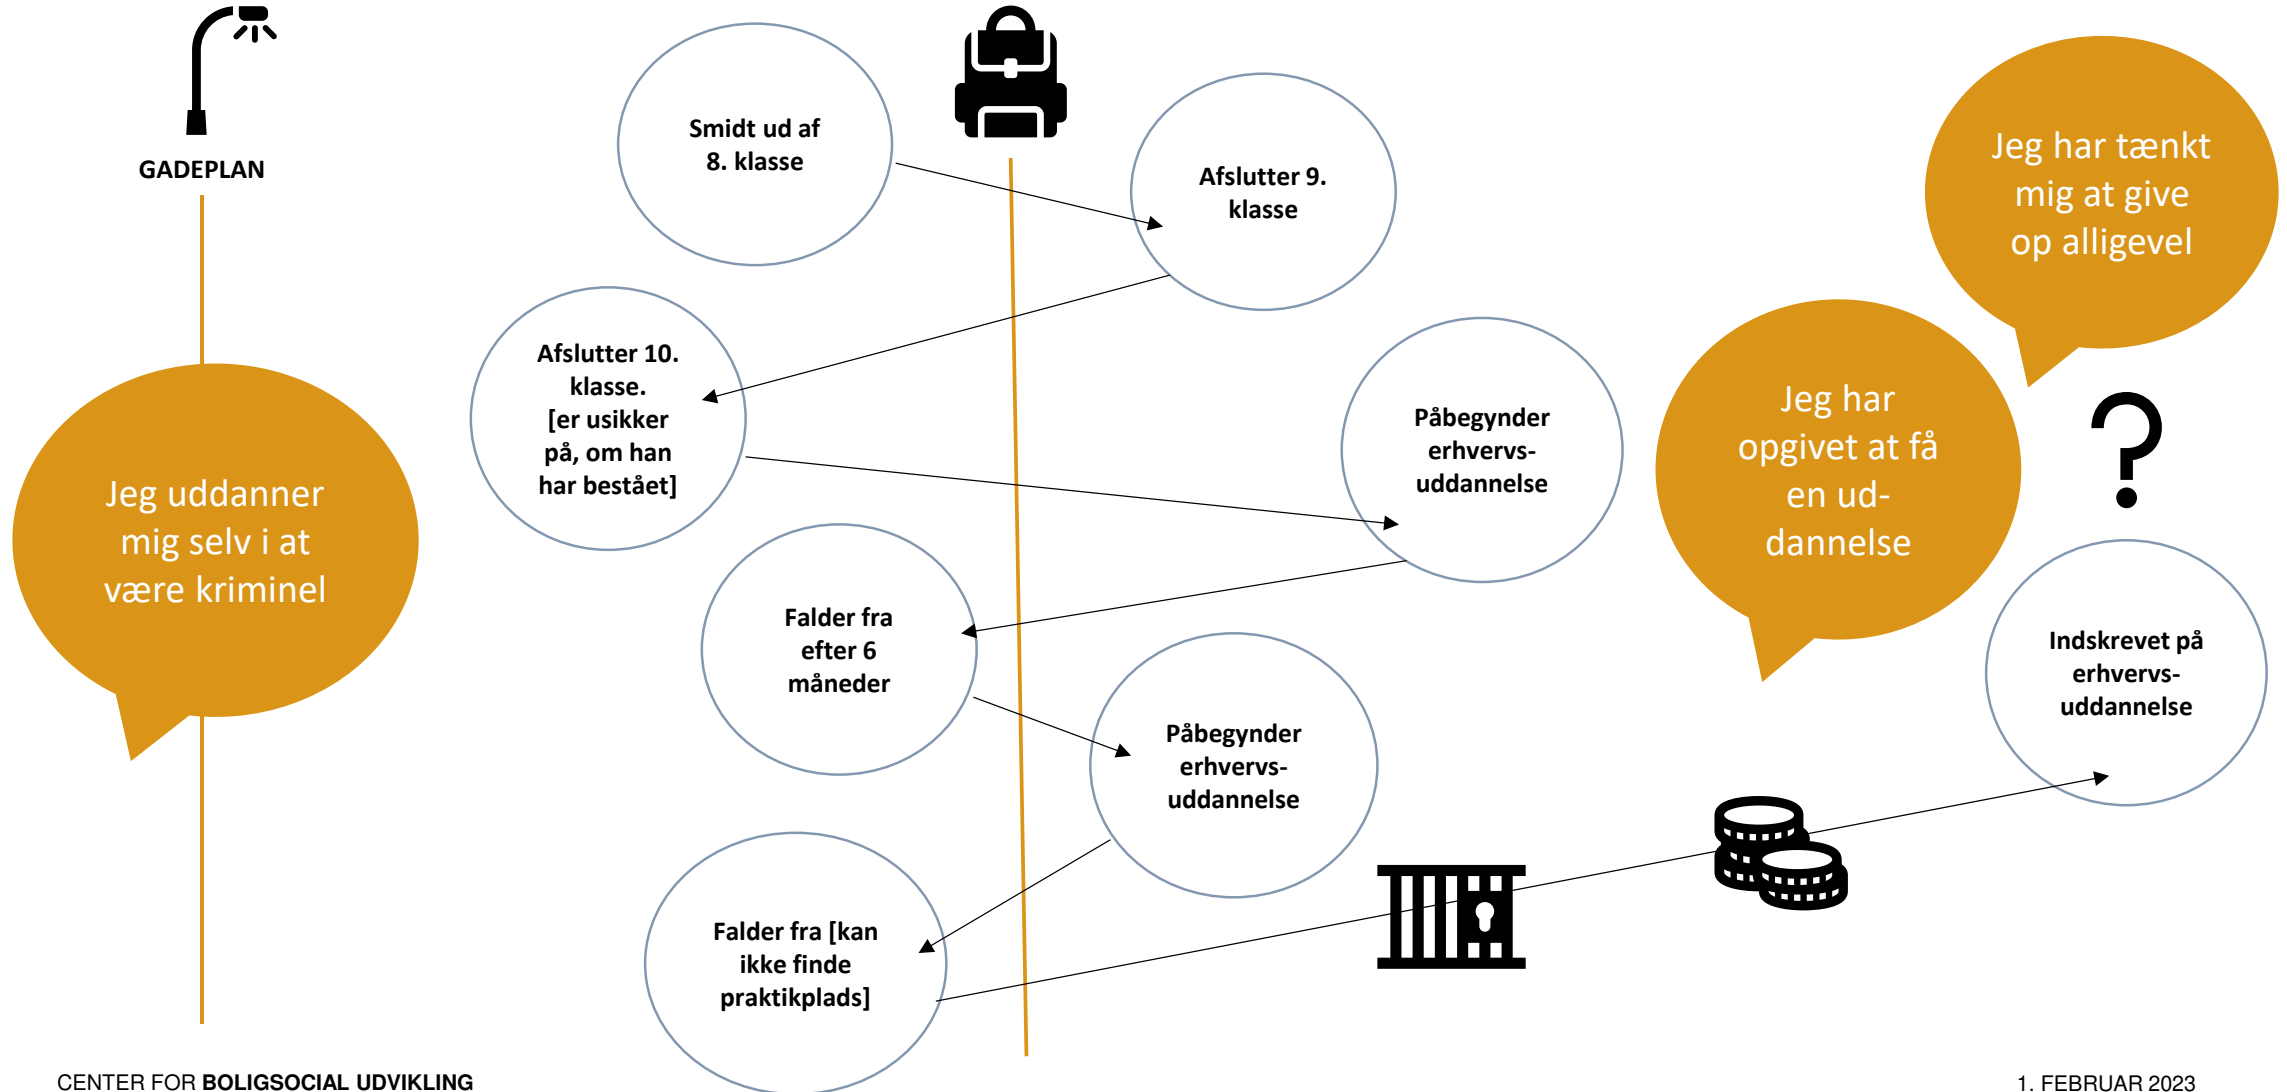 GADEPLAN
Jeg uddanner
mig selv i at
være kriminel
Smidt ud af
8. klasse
Afslutter 9.
klasse
Afslutter 10.
klasse.
[er usikker
på, om han
har bestået]
Påbegynder
erhvervs-
uddannelse
Falder fra
efter 6
måneder
Påbegynder
erhvervs-
uddannelse
Falder fra [kan
ikke finde
praktikplads]
Jeg har tænkt
mig at give
op alligevel
Jeg har
opgivet at få
en ud-
dannelse
Indskrevet på
erhvervs-
uddannelse
CENTER FOR BOLIGSOCIAL UDVIKLING
1. FEBRUAR 2023